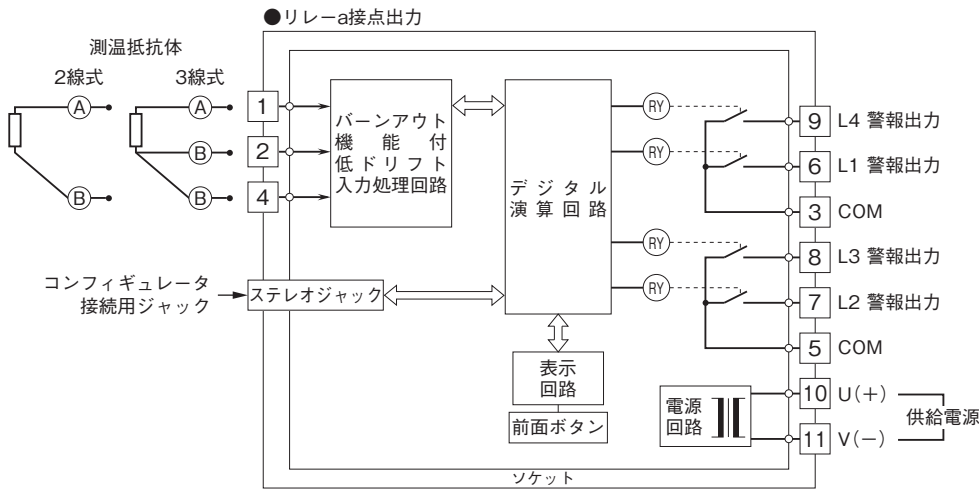 ●リレーa接点出力
測温抵抗体
2線式
3線式
A
B
A
B
B
1
2
4
バーンアウト
機能付
低ドリフト
入力処理回路
コンフィギュレータ
接続用ジャック
ステレオジャック
デジタル
演算回路
表示
回路
前面ボタン
RY
RY
RY
RY
電源
回路
9 L4 警報出力
6 L1 警報出力
3 COM
8 L3 警報出力
7 L2 警報出力
5 COM
10 U(+)
11 V(−)
供給電源
ソケット